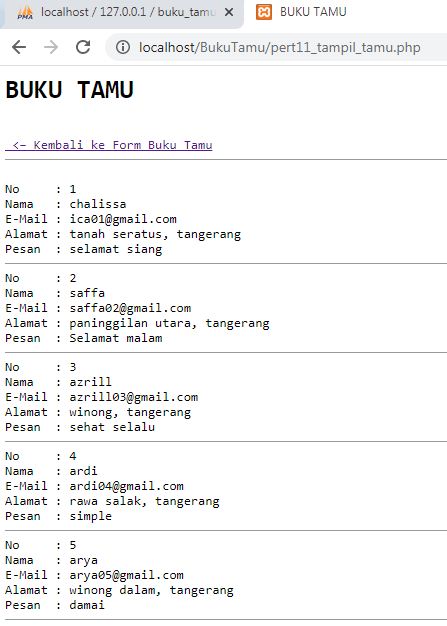 localhost / 127.0.0.1 / buku_tamu
BUKU TAMU
localhost/BukuTamu/pert11_tampil_tamu.php
BUKU TAMU
<- Kembali ke Form Buku Tamu
No : 1
Nama : chalissa
E-Mail : ica01@gmail.com
Alamat : tanah seratus, tangerang
Pesan : selamat siang
No : 2
Nama : saffa
E-Mail : saffa02@gmail.com
Alamat : paninggilan utara, tangerang
Pesan : Selamat malam
No : 3
Nama : azrill
E-Mail : azrill03@gmail.com
Alamat : winong, tangerang
Pesan : sehat selalu
No : 4
Nama : ardi
E-Mail : ardi04@gmail.com
Alamat : rawa salak, tangerang
Pesan : simple
No : 5
Nama : arya
E-Mail : arya05@gmail.com
Alamat : winong dalam, tangerang
Pesan : damai